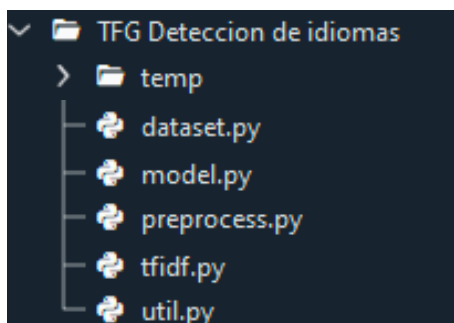 TFG Deteccion de idiomas
temp
dataset.py
model.py
preprocess.py
tfidf.py
util.py